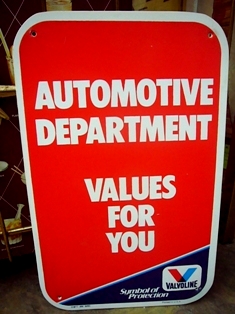 AUTOMOTIVE
DEPARTMENT
VALUES
FOR
YOU
Symbol of
Protection
VALVOLINE